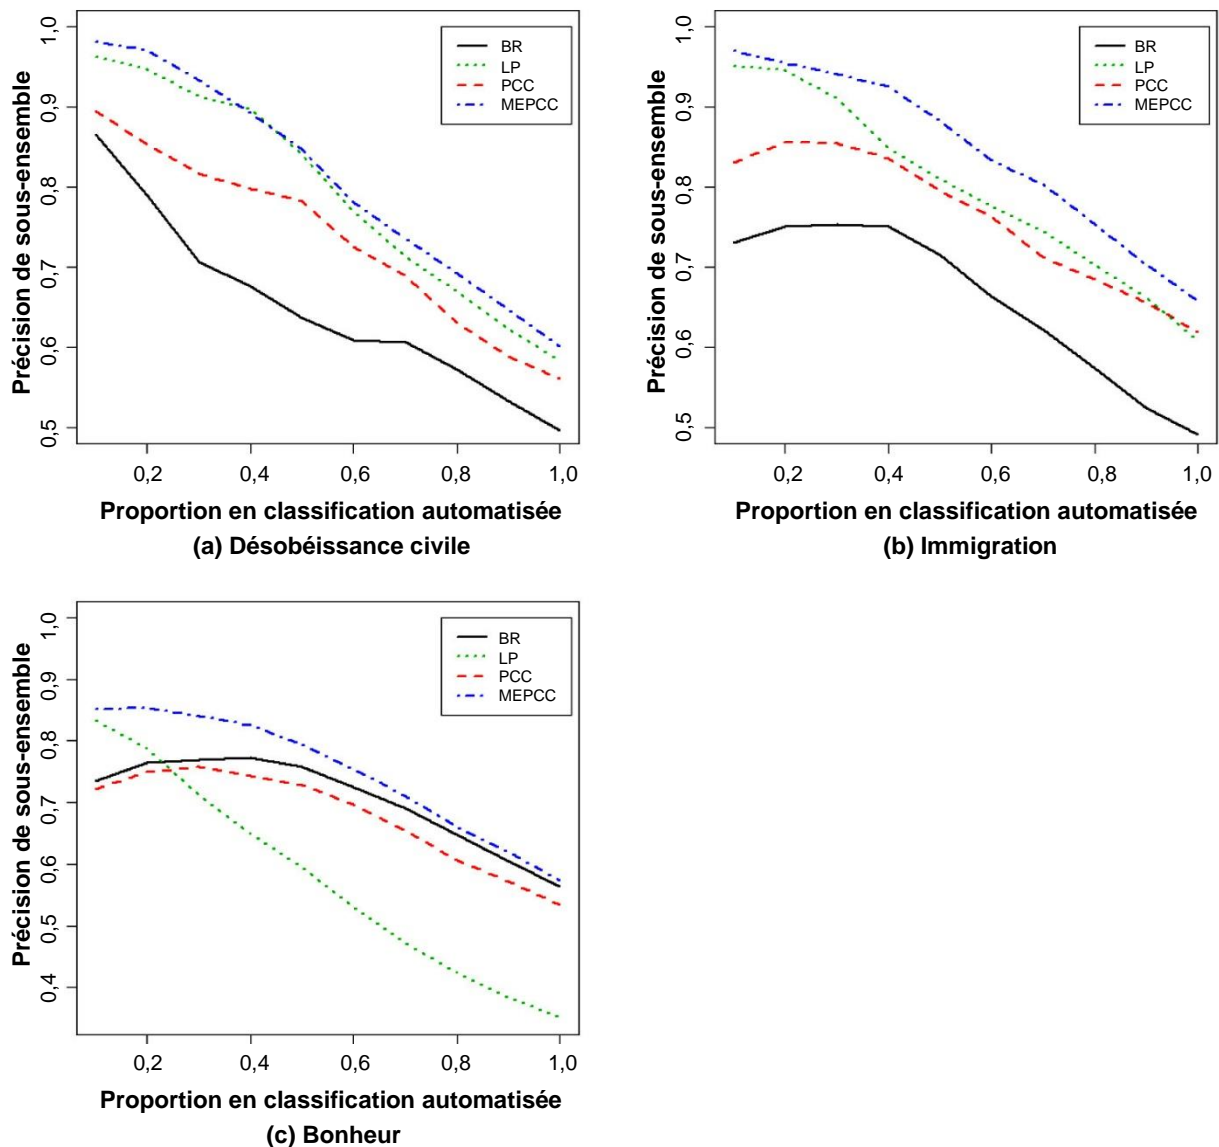 1,0
0,9
0,8
0,7
0,6
0,5
Précision de sous-ensemble
BR
LP
PCC
MEPCC
0,2 0,4 0,6 0,8 1,0
Proportion en classification automatisée
(a) Désobéissance civile
1,0
0,9
0,8
0,7
0,6
0,5
Précision de sous-ensemble
BR
LP
PCC
MEPCC
0,2 0,4 0,6 0,8 1,0
Proportion en classification automatisée
(b) Immigration
1,0
0,9
0,8
0,7
0,6
0,5
0,4
Précision de sous-ensemble
BR
LP
PCC
MEPCC
0,2 0,4 0,6 0,8 1,0
Proportion en classification automatisée
(c) Bonheur